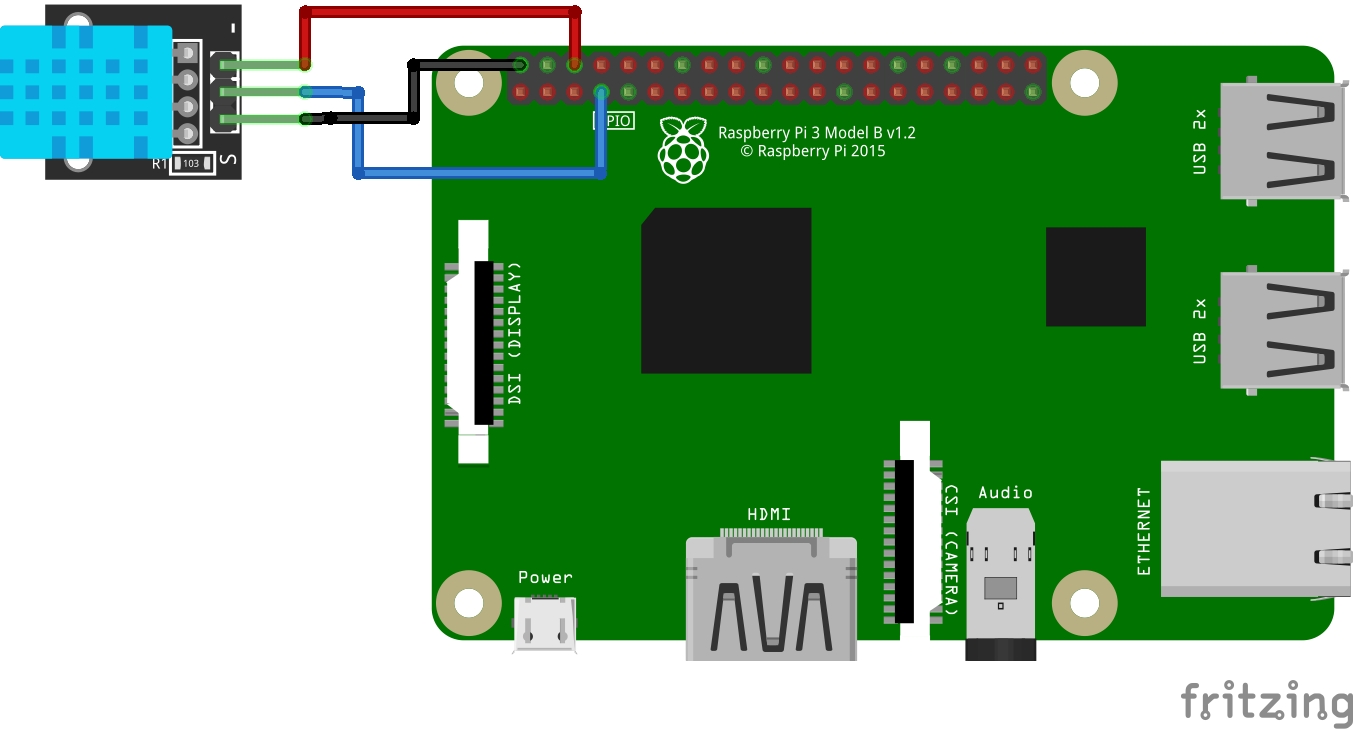 –
S
R1
103
GPIO
Raspberry Pi 3 Model B v1.2
© Raspberry Pi 2015
USB 2x
DSI (DISPLAY)
USB 2x
CSI (CAMERA)
Audio
ETHERNET
HDMI
Power
fritzing